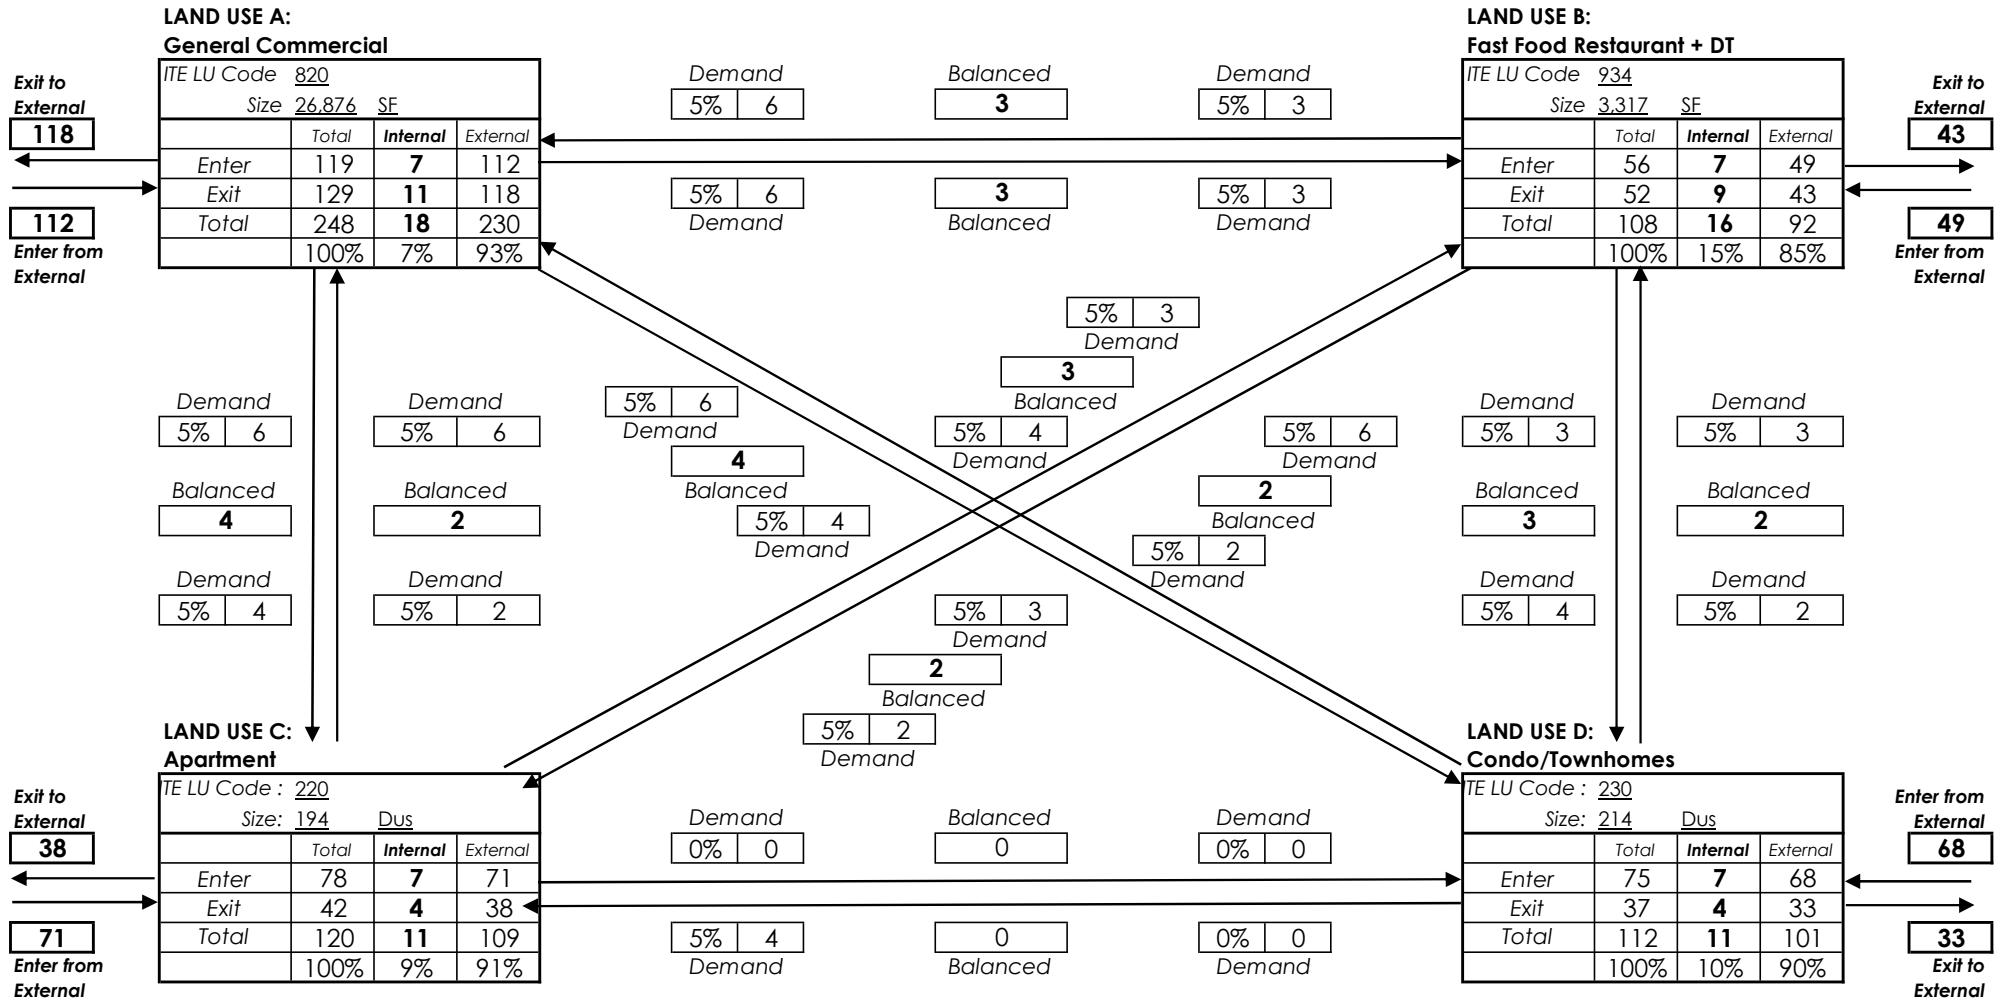 LAND USE A:
General Commercial
LAND USE B:
Fast Food Restaurant + DT
Exit to
External
118
ITE LU Code 820
Size 26,876 SF
Total Internal External
Enter 119 7 112
Exit 129 11 118
Total 248 18 230
100% 7% 93%
112
Enter from
External
Demand Balanced Demand
5% 6 3 5% 3
5% 6 3 5% 3
Demand Balanced Demand
ITE LU Code 934
Size 3,317 SF
Total Internal External
Enter 56 7 49
Exit 52 9 43
Total 108 16 92
100% 15% 85%
Exit to
External
43
49
Enter from
External
Demand
5% 6
Balanced
4
Demand
5% 4
Demand
5% 6
Balanced
2
Demand
5% 2
5% 6
Demand
4
Balanced
5% 4
Demand
5% 3
Demand
3
Balanced
5% 4
Demand
5% 6
Demand
2
Balanced
5% 2
Demand
5% 3
Demand
2
Balanced
5% 2
Demand
Demand
5% 3
Balanced
3
Demand
5% 4
Demand
5% 3
Balanced
2
Demand
5% 2
LAND USE C:
Apartment
LAND USE D:
Condo/Townhomes
Exit to
External
38
ITE LU Code : 220
Size: 194 Dus
Total Internal External
Enter 78 7 71
Exit 42 4 38
Total 120 11 109
100% 9% 91%
71
Enter from
External
Demand Balanced Demand
0% 0 0 0% 0
5% 4 0 0% 0
Demand Balanced Demand
ITE LU Code : 230
Size: 214 Dus
Total Internal External
Enter 75 7 68
Exit 37 4 33
Total 112 11 101
100% 10% 90%
Enter from
External
68
33
Exit to
External